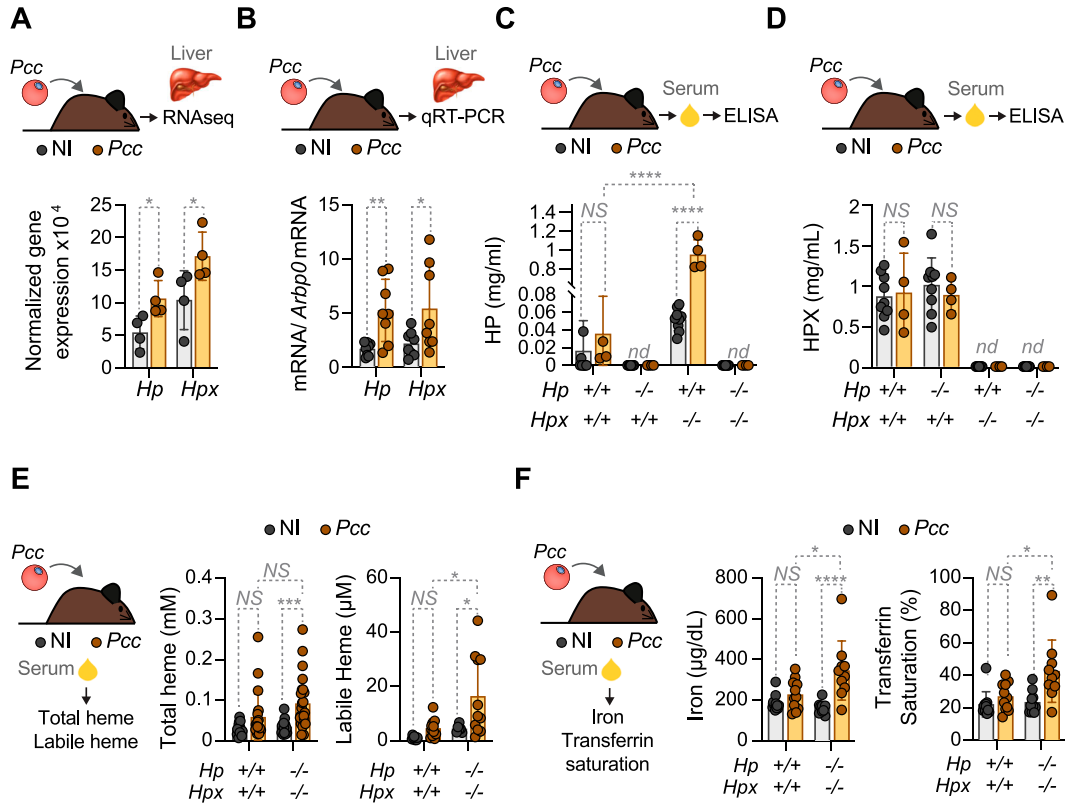 A
Pcc
Liver
RNAseq
NI Pcc
Normalized gene
expression x10⁴
25
20
15
10
5
0
* *
Hp Hpx
B
Pcc
Liver
qRT-PCR
NI Pcc
mRNA/ Arbp0 mRNA
15
10
5
0
** *
Hp Hpx
C
Pcc
Serum
ELISA
NI Pcc
HP (mg/ml)
1.4
1.2
1.0
0.8
0.6
0.08
0.06
0.04
0.02
0
****
NS ****
nd nd
Hp +/+ -/- +/+ -/-
Hpx +/+ +/+ -/- -/-
D
Pcc
Serum
ELISA
NI Pcc
HPX (mg/mL)
2
1.5
1
0.5
0
NS NS
nd nd
Hp +/+ -/- +/+ -/-
Hpx +/+ +/+ -/- -/-
E
NI Pcc
Pcc
NI Pcc
Serum
Total heme
Labile heme
Total heme (mM)
0.4
0.3
0.2
0.1
0
NS
NS ***
Hp +/+ -/-
Hpx +/+ -/-
Labile Heme (µM)
60
40
20
0
*
NS *
+/+ -/-
+/+ -/-
F
NI Pcc
Pcc
NI Pcc
Serum
Iron
Transferrin
saturation
Iron (µg/dL)
800
600
400
200
0
*
NS ****
Hp +/+ -/-
Hpx +/+ -/-
Transferrin
Saturation (%)
100
80
60
40
20
0
*
NS **
+/+ -/-
+/+ -/-